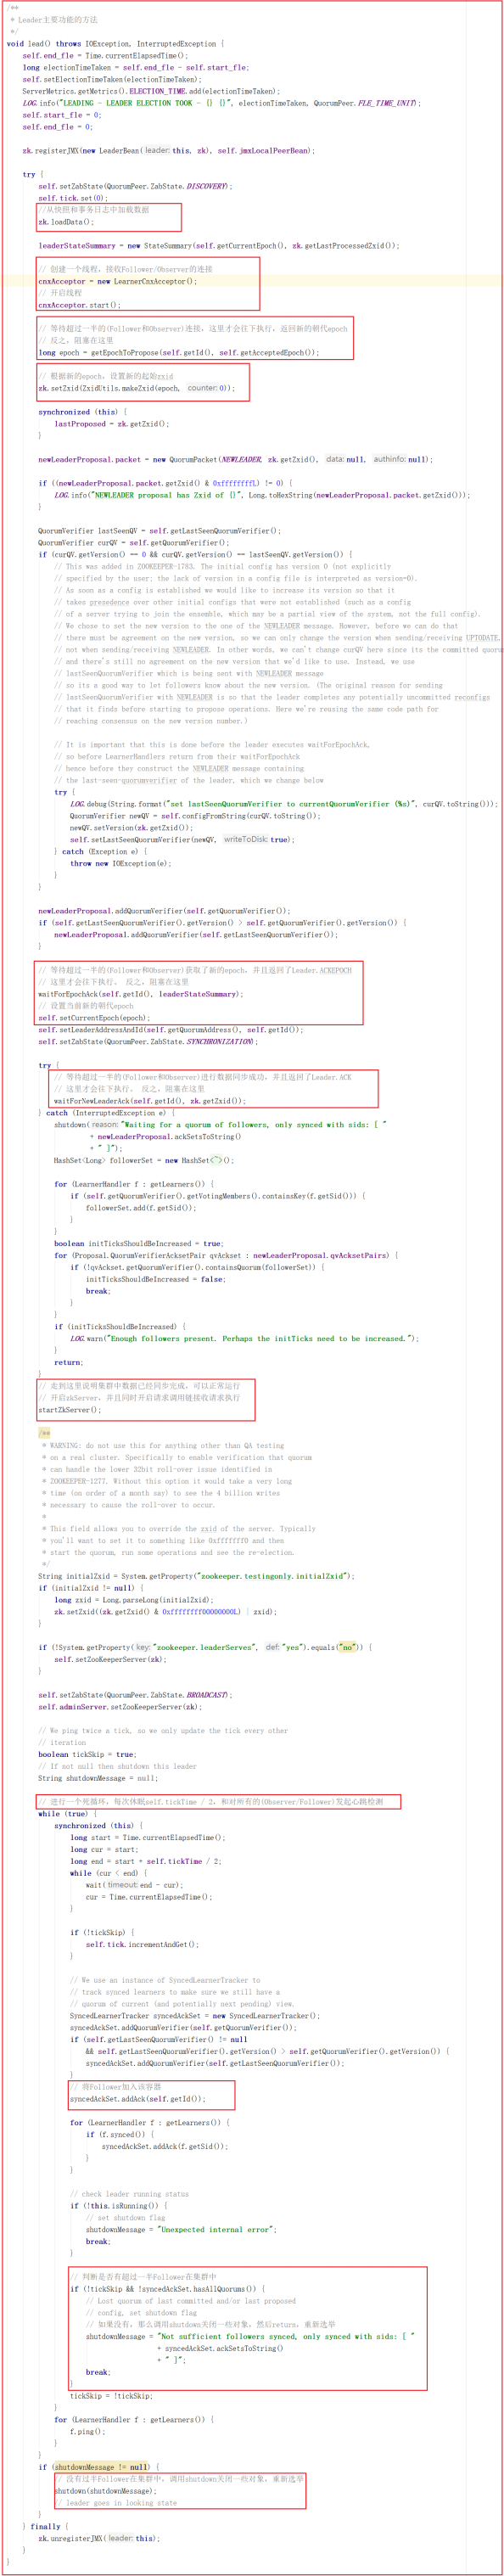 /**
 * Leader主要功能的方法
 */
void lead() throws IOException, InterruptedException {
    self.end_fle = Time.currentElapsedTime();
    long electionTimeTaken = self.end_fle - self.start_fle;
    self.setElectionTimeTaken(electionTimeTaken);
    ServerMetrics.getMetrics().ELECTION_TIME.add(electionTimeTaken);
    LOG.info("LEADING - LEADER ELECTION TOOK - {} {}", electionTimeTaken, QuorumPeer.FLE_TIME_UNIT);
    self.start_fle = 0;
    self.end_fle = 0;

    zk.registerJMX(new LeaderBean( leader: this, zk), self.jmxLocalPeerBean);

    try {
        self.setZabState(QuorumPeer.ZabState.DISCOVERY);
        self.tick.set(0);
        //从快照和事务日志中加载数据
        zk.loadData();

        leaderStateSummary = new StateSummary(self.getCurrentEpoch(), zk.getLastProcessedZxid());

        // 创建一个线程，接收Follower/Observer的连接
        cnxAcceptor = new LearnerCnxAcceptor();
        // 开启线程
        cnxAcceptor.start();

        // 等待超过一半的(Follower和Observer)连接，这里才会往下执行，返回新的朝代epoch
        // 反之，阻塞在这里
        long epoch = getEpochToPropose(self.getId(), self.getAcceptedEpoch());

        // 根据新的epoch，设置新的起始zxid
        zk.setZxid(ZxidUtils.makeZxid(epoch, counter: 0));

        synchronized (this) {
            lastProposed = zk.getZxid();
        }

        newLeaderProposal.packet = new QuorumPacket(NEWLEADER, zk.getZxid(), data: null, authinfo: null);

        if ((newLeaderProposal.packet.getZxid() & 0xffffffffL) != 0) {
            LOG.info("NEWLEADER proposal has Zxid of {}", Long.toHexString(newLeaderProposal.packet.getZxid()));
        }

        QuorumVerifier lastSeenQV = self.getLastSeenQuorumVerifier();
        QuorumVerifier curQV = self.getQuorumVerifier();
        if (curQV.getVersion() == 0 && curQV.getVersion() == lastSeenQV.getVersion()) {
            // This was added in ZOOKEEPER-1783. The initial config has version 0 (not explicitly
            // specified by the user; the lack of version in a config file is interpreted as version=0).
            // As soon as a config is established we would like to increase its version so that it
            // takes presedence over other initial configs that were not established (such as a config
            // of a server trying to join the ensemble, which may be a partial view of the system, not the full config).
            // We chose to set the new version to the one of the NEWLEADER message. However, before we can do that
            // there must be agreement on the new version, so we can only change the version when sending/receiving UPTODATE,
            // not when sending/receiving NEWLEADER. In other words, we can't change curQV here since its the committed quoru
            // and there's still no agreement on the new version that we'd like to use. Instead, we use
            // lastSeenQuorumVerifier which is being sent with NEWLEADER message
            // so its a good way to let followers know about the new version. (The original reason for sending
            // lastSeenQuorumVerifier with NEWLEADER is so that the leader completes any potentially uncommitted reconfigs
            // that it finds before starting to propose operations. Here we're reusing the same code path for
            // reaching consensus on the new version number.)

            // It is important that this is done before the leader executes waitForEpochAck,
            // so before LearnerHandlers return from their waitForEpochAck
            // hence before they construct the NEWLEADER message containing
            // the last-seen-quorumverifier of the leader, which we change below
            try {
                LOG.debug(String.format("set lastSeenQuorumVerifier to currentQuorumVerifier (%s)", curQV.toString()));
                QuorumVerifier newQV = self.configFromString(curQV.toString());
                newQV.setVersion(zk.getZxid());
                self.setLastSeenQuorumVerifier(newQV, writeToDisk: true);
            } catch (Exception e) {
                throw new IOException(e);
            }
        }

        newLeaderProposal.addQuorumVerifier(self.getQuorumVerifier());
        if (self.getLastSeenQuorumVerifier().getVersion() > self.getQuorumVerifier().getVersion()) {
            newLeaderProposal.addQuorumVerifier(self.getLastSeenQuorumVerifier());
        }

        // 等待超过一半的(Follower和Observer)获取了新的epoch，并且返回了Leader.ACKEPOCH
        // 这里才会往下执行， 反之，阻塞在这里
        waitForEpochAck(self.getId(), leaderStateSummary);
        // 设置当前新的朝代epoch
        self.setCurrentEpoch(epoch);
        self.setLeaderAddressAndId(self.getQuorumAddress(), self.getId());
        self.setZabState(QuorumPeer.ZabState.SYNCHRONIZATION);

        try {
            // 等待超过一半的(Follower和Observer)进行数据同步成功，并且返回了Leader.ACK
            // 这里才会往下执行， 反之，阻塞在这里
            waitForNewLeaderAck(self.getId(), zk.getZxid());
        } catch (InterruptedException e) {
            shutdown( reason: "Waiting for a quorum of followers, only synced with sids: [ "
                     + newLeaderProposal.ackSetsToString()
                     + " ]");
            HashSet<Long> followerSet = new HashSet<~>();

            for (LearnerHandler f : getLearners()) {
                if (self.getQuorumVerifier().getVotingMembers().containsKey(f.getSid())) {
                    followerSet.add(f.getSid());
                }
            }
            boolean initTicksShouldBeIncreased = true;
            for (Proposal.QuorumVerifierAcksetPair qvAckset : newLeaderProposal.qvAcksetPairs) {
                if (!qvAckset.getQuorumVerifier().containsQuorum(followerSet)) {
                    initTicksShouldBeIncreased = false;
                    break;
                }
            }
            if (initTicksShouldBeIncreased) {
                LOG.warn("Enough followers present. Perhaps the initTicks need to be increased.");
            }
            return;
        }
        // 走到这里说明集群中数据已经同步完成，可以正常运行
        // 开启zkServer，并且同时开启请求调用链接收请求执行
        startZkServer();

        /**
         * WARNING: do not use this for anything other than QA testing
         * on a real cluster. Specifically to enable verification that quorum
         * can handle the lower 32bit roll-over issue identified in
         * ZOOKEEPER-1277. Without this option it would take a very long
         * time (on order of a month say) to see the 4 billion writes
         * necessary to cause the roll-over to occur.
         *
         * This field allows you to override the zxid of the server. Typically
         * you'll want to set it to something like 0xfffffff0 and then
         * start the quorum, run some operations and see the re-election.
         */
        String initialZxid = System.getProperty("zookeeper.testingonly.initialZxid");
        if (initialZxid != null) {
            long zxid = Long.parseLong(initialZxid);
            zk.setZxid((zk.getZxid() & 0xffffffff00000000L) | zxid);
        }

        if (!System.getProperty( key: "zookeeper.leaderServes", def: "yes").equals("no")) {
            self.setZooKeeperServer(zk);
        }

        self.setZabState(QuorumPeer.ZabState.BROADCAST);
        self.adminServer.setZooKeeperServer(zk);

        // We ping twice a tick, so we only update the tick every other
        // iteration
        boolean tickSkip = true;
        // If not null then shutdown this leader
        String shutdownMessage = null;

        // 进行一个死循环，每次休眠self.tickTime / 2，和对所有的(Observer/Follower)发起心跳检测
        while (true) {
            synchronized (this) {
                long start = Time.currentElapsedTime();
                long cur = start;
                long end = start + self.tickTime / 2;
                while (cur < end) {
                    wait( timeout: end - cur);
                    cur = Time.currentElapsedTime();
                }

                if (!tickSkip) {
                    self.tick.incrementAndGet();
                }

                // We use an instance of SyncedLearnerTracker to
                // track synced learners to make sure we still have a
                // quorum of current (and potentially next pending) view.
                SyncedLearnerTracker syncedAckSet = new SyncedLearnerTracker();
                syncedAckSet.addQuorumVerifier(self.getQuorumVerifier());
                if (self.getLastSeenQuorumVerifier() != null
                    && self.getLastSeenQuorumVerifier().getVersion() > self.getQuorumVerifier().getVersion()) {
                    syncedAckSet.addQuorumVerifier(self.getLastSeenQuorumVerifier());
                }
                // 得Follower加入该容器
                syncedAckSet.addAck(self.getId());

                for (LearnerHandler f : getLearners()) {
                    if (f.synced()) {
                        syncedAckSet.addAck(f.getSid());
                    }
                }

                // check leader running status
                if (!this.isRunning()) {
                    // set shutdown flag
                    shutdownMessage = "Unexpected internal error";
                    break;
                }

                // 判断是否有超过一半Follower在集群中
                if (!tickSkip && !syncedAckSet.hasAllQuorums()) {
                    // Lost quorum of last committed and/or last proposed
                    // config, set shutdown flag
                    // 如果没有，那么调用shutdown关闭一些对象，然后return，重新选举
                    shutdownMessage = "Not sufficient followers synced, only synced with sids: [ "
                                      + syncedAckSet.ackSetsToString()
                                      + " ]";
                    break;
                }
                tickSkip = !tickSkip;
            }
            for (LearnerHandler f : getLearners()) {
                f.ping();
            }
        }
        if (shutdownMessage != null) {
            // 没有过半Follower在集群中，调用shutdown关闭一些对象，重新选举
            shutdown(shutdownMessage);
            // leader goes in looking state
        }
    } finally {
        zk.unregisterJMX( leader: this);
    }
}